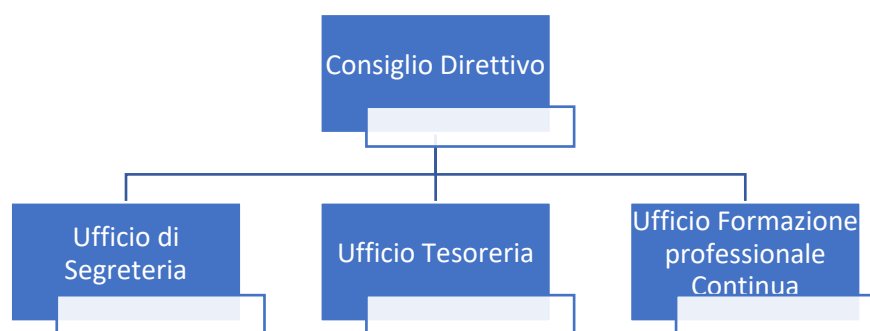 Consiglio Direttivo
Ufficio di
Segreteria
Ufficio Tesoreria
Ufficio Formazione
professionale
Continua